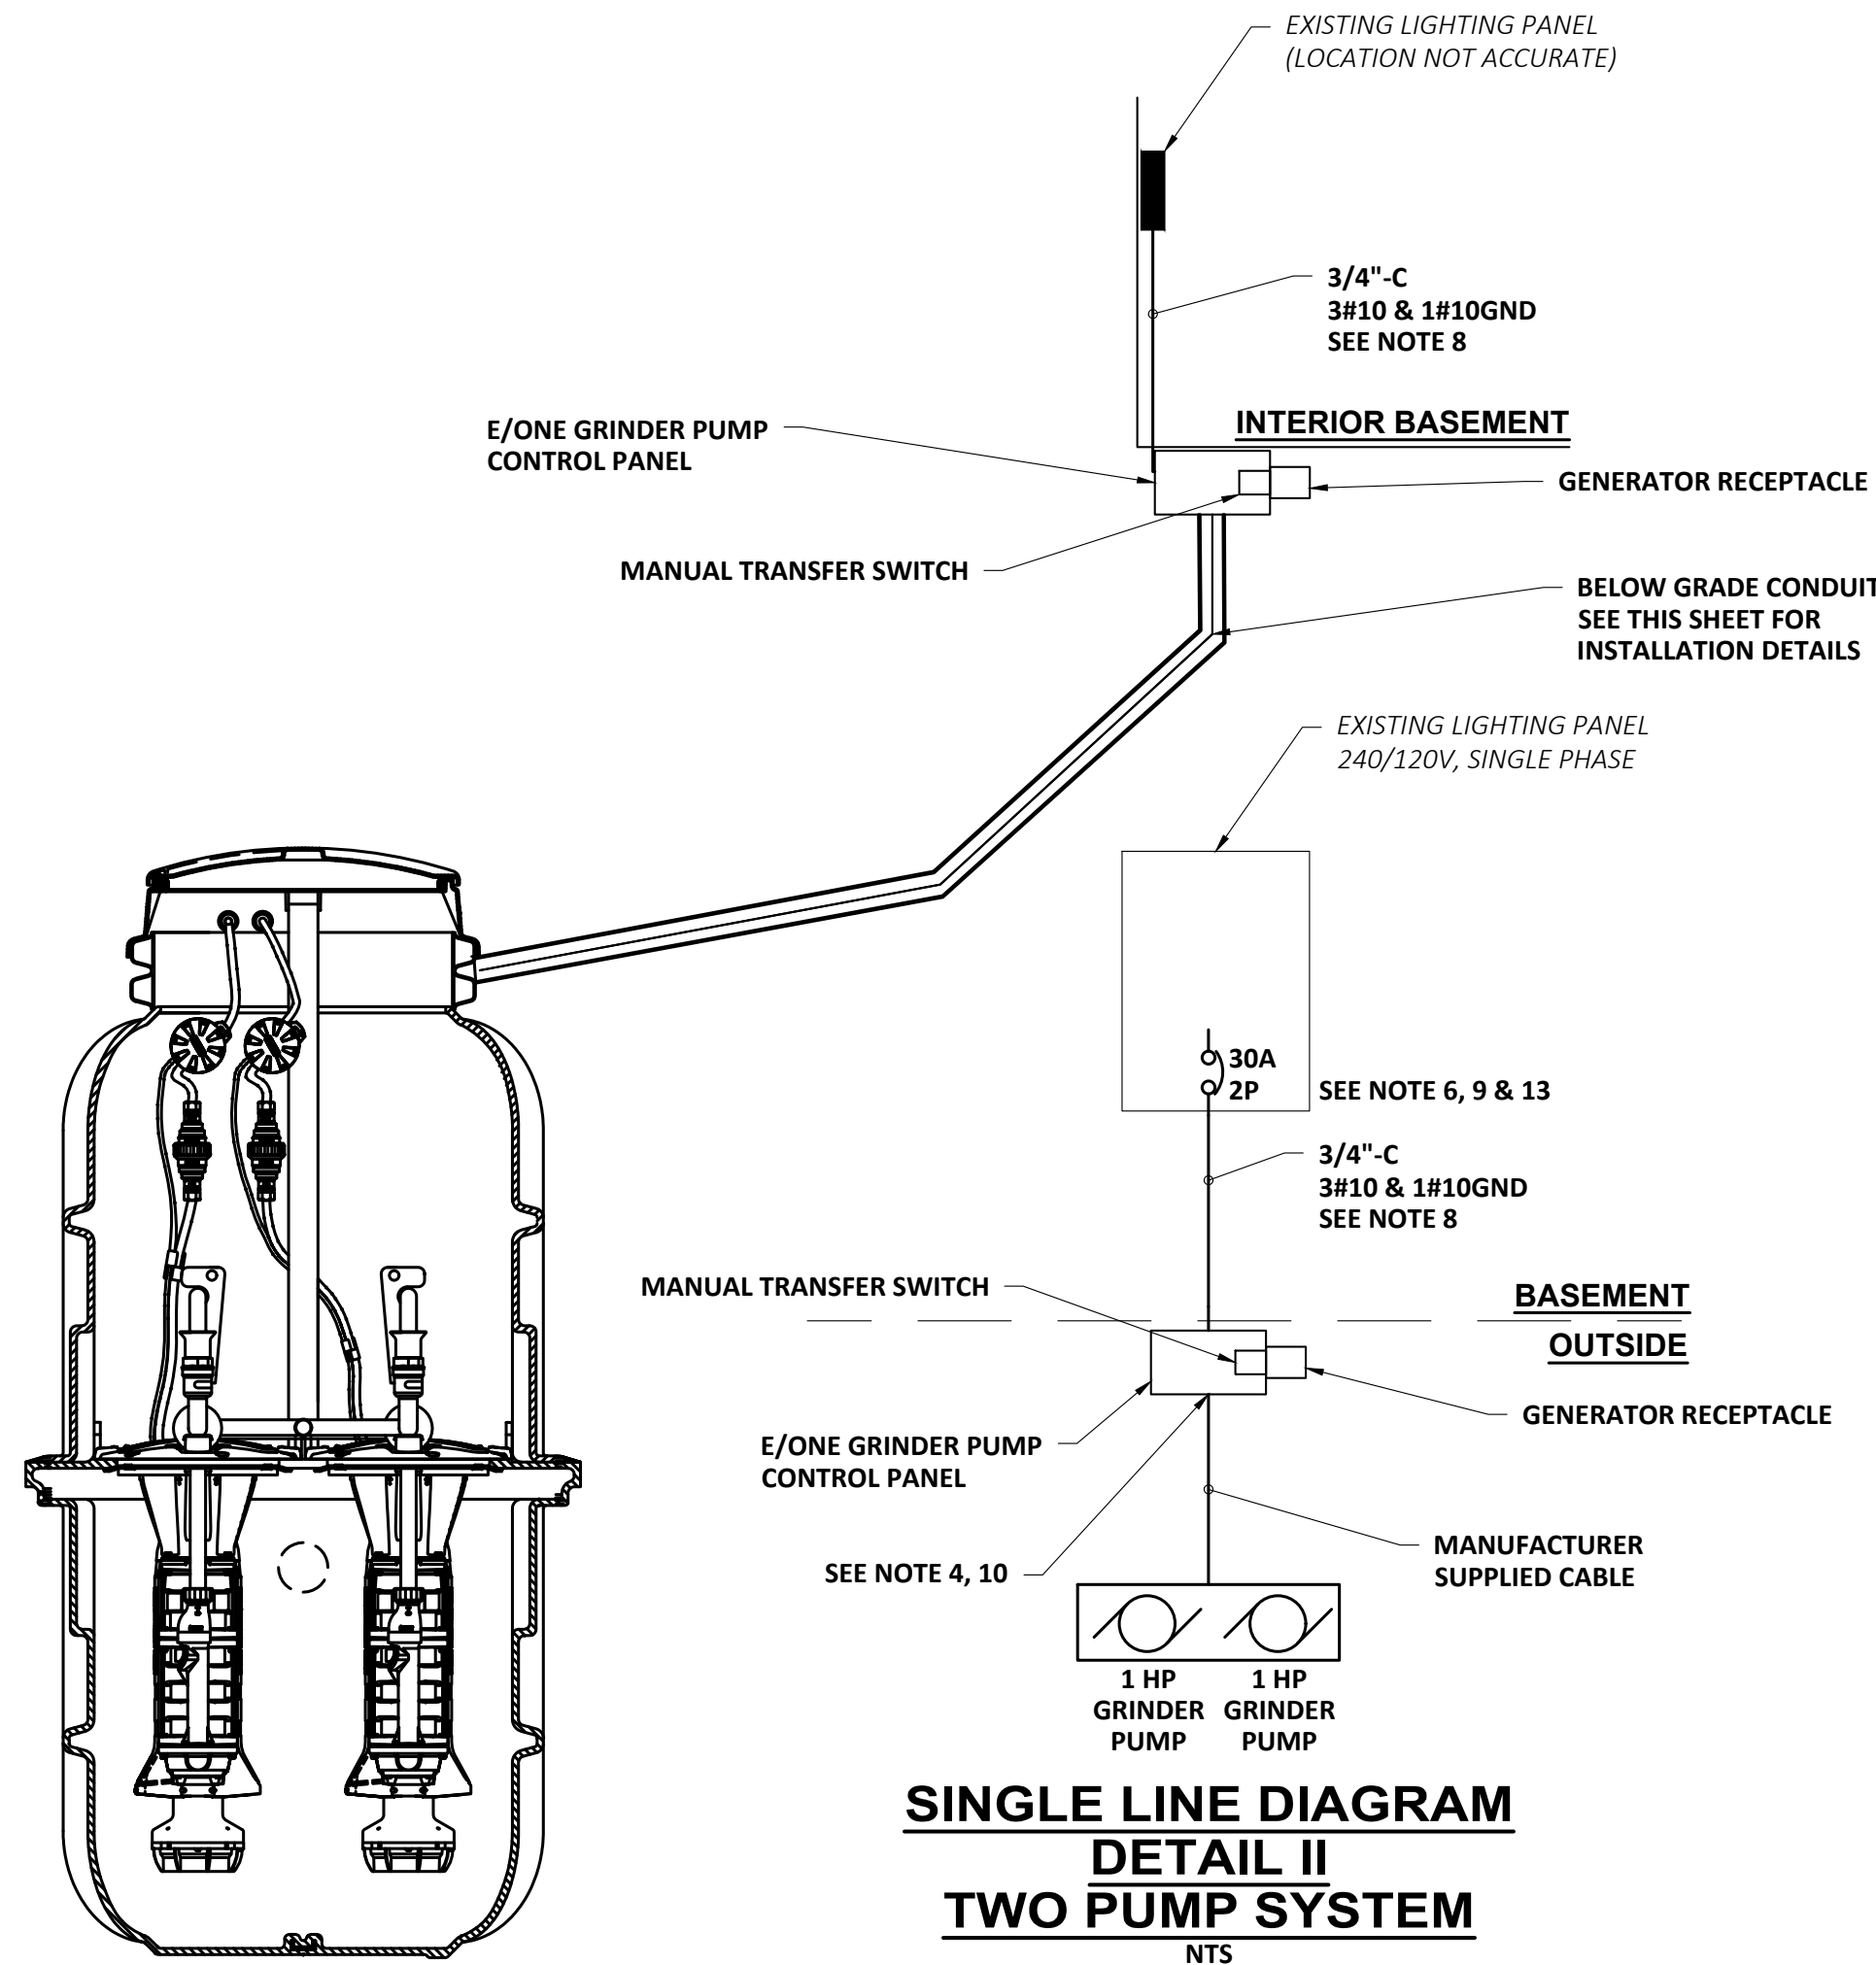 EXISTING LIGHTING PANEL
(LOCATION NOT ACCURATE)
3/4"-C
3#10 & 1#10GND
SEE NOTE 8
INTERIOR BASEMENT
E/ONE GRINDER PUMP
CONTROL PANEL
GENERATOR RECEPTACLE
MANUAL TRANSFER SWITCH
BELOW GRADE CONDUIT
SEE THIS SHEET FOR
INSTALLATION DETAILS
EXISTING LIGHTING PANEL
240/120V, SINGLE PHASE
30A
2P
SEE NOTE 6, 9 & 13
3/4"-C
3#10 & 1#10GND
SEE NOTE 8
MANUAL TRANSFER SWITCH
BASEMENT
OUTSIDE
GENERATOR RECEPTACLE
E/ONE GRINDER PUMP
CONTROL PANEL
SEE NOTE 4, 10
MANUFACTURER
SUPPLIED CABLE
1 HP
GRINDER
PUMP
1 HP
GRINDER
PUMP
SINGLE LINE DIAGRAM
DETAIL II
TWO PUMP SYSTEM
NTS